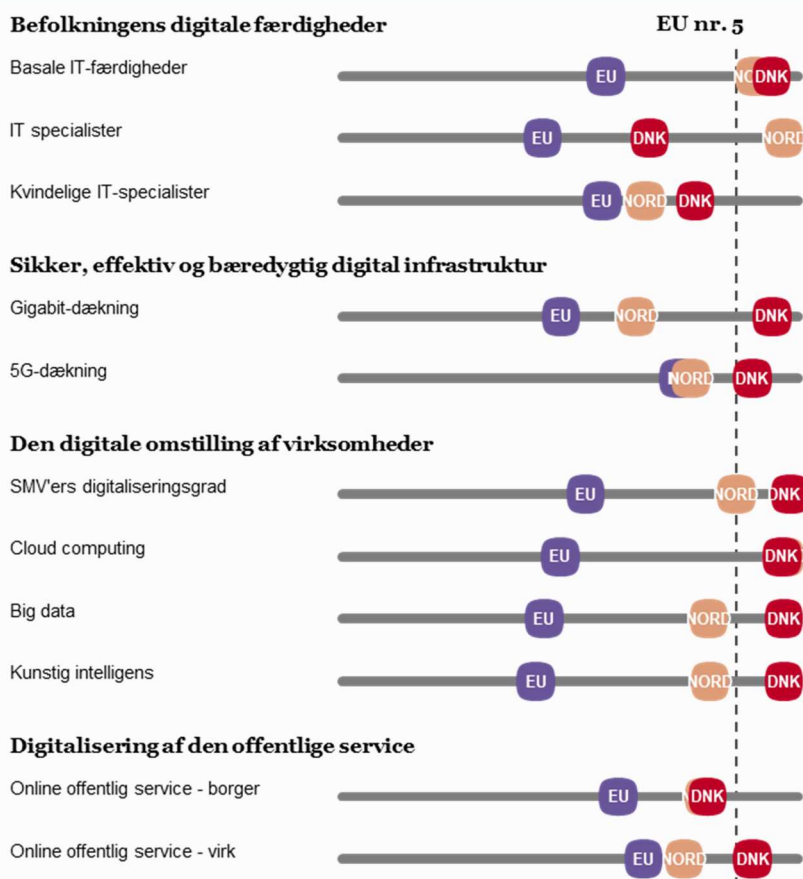 Befolkningens digitale færdigheder EU nr. 5
Basale IT-færdigheder EU DNK
IT specialister EU DNK NORD
Kvindelige IT-specialister EU NORD DNK
Sikker, effektiv og bæredygtig digital infrastruktur
Gigabit-dækning EU NORD DNK
5G-dækning NORD DNK
Den digitale omstilling af virksomheder
SMV'ers digitaliseringsgrad EU NORD DNK
Cloud computing EU DNK
Big data EU NORD DNK
Kunstig intelligens EU NORD DNK
Digitalisering af den offentlige service
Online offentlig service - borger EU DNK
Online offentlig service - virk EU NORD DNK